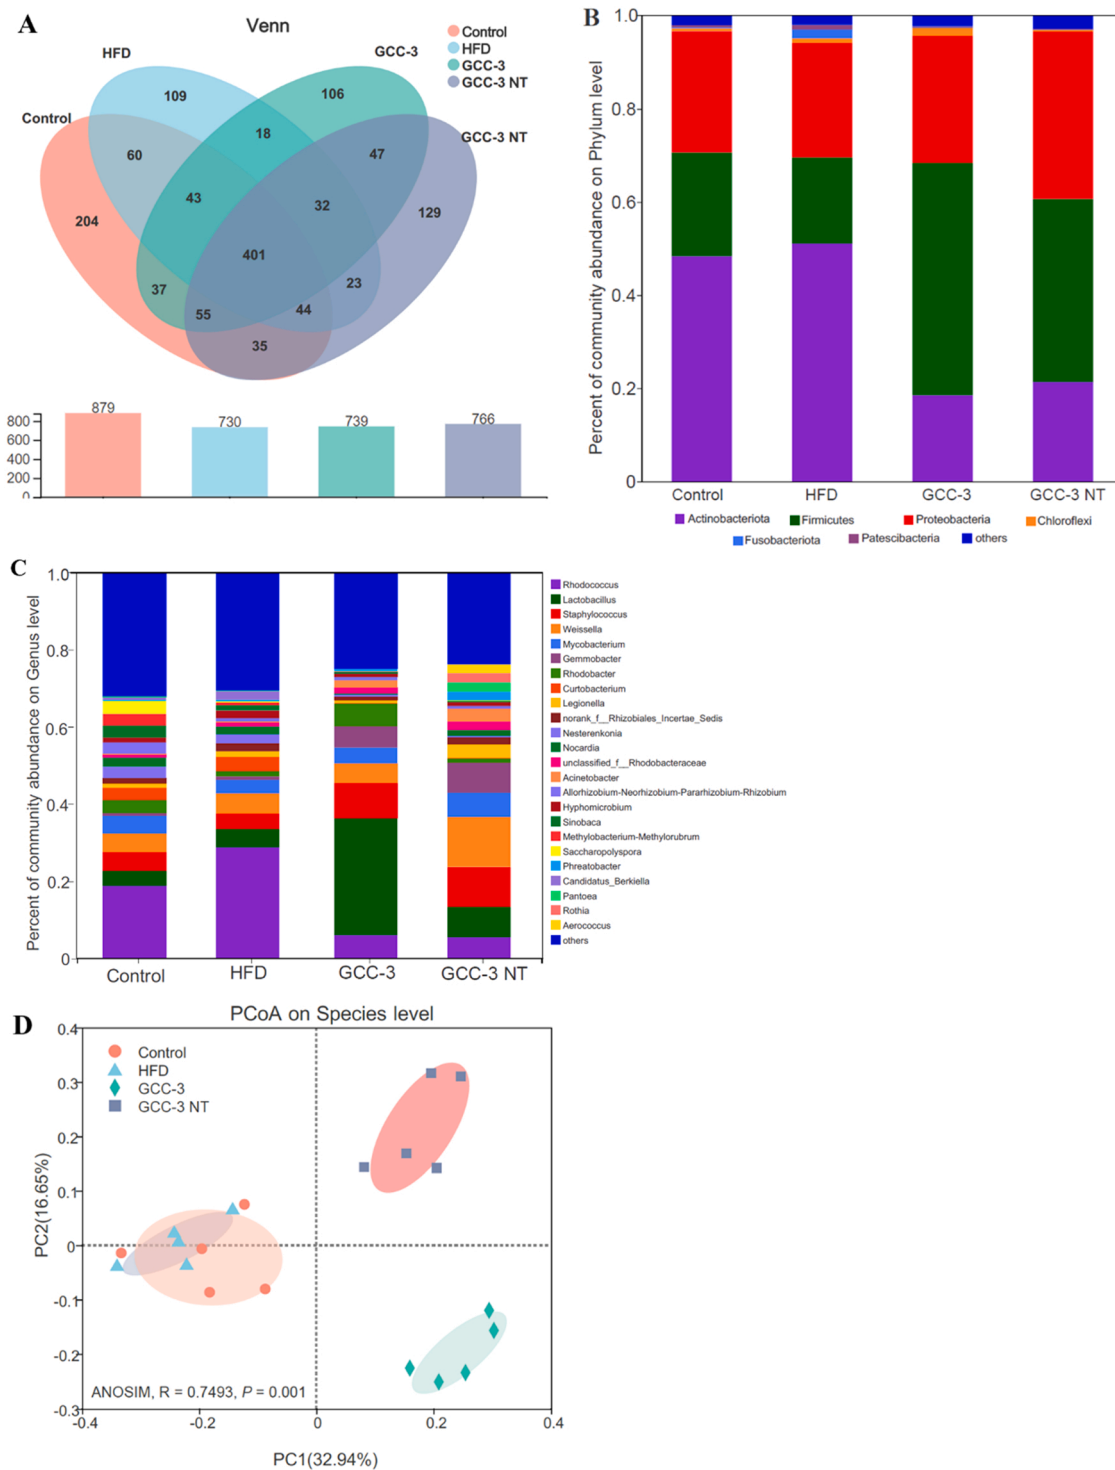 A
Venn
Control
HFD
GCC-3
GCC-3 NT
HFD
GCC-3
Control
GCC-3 NT
109
106
18
60
47
43
32
204
129
401
37
23
55
44
35
879
730
739
766
800
600
400
200
0
B
Percent of community abundance on Phylum level
1.0
0.8
0.6
0.4
0.2
0
Control
HFD
GCC-3
GCC-3 NT
Actinobacteriota
Firmicutes
Proteobacteria
Chloroflexi
Fusobacteriota
Patescibacteria
others
C
Percent of community abundance on Genus level
1.0
0.8
0.6
0.4
0.2
0
Control
HFD
GCC-3
GCC-3 NT
Rhodococcus
Lactobacillus
Staphylococcus
Weissella
Mycobacterium
Gemmobacter
Rhodobacter
Curtobacterium
Legionella
norank_f__Rhizobiales_Incertae_Sedis
Nesterenkonia
Nocardia
unclassified_f__Rhodobacteraceae
Acinetobacter
Allorhizobium-Neorhizobium-Pararhizobium-Rhizobium
Hyphomicrobium
Sinobaca
Methylobacterium-Methylorubrum
Saccharopolyspora
Phreatobacter
Candidatus_Berkiella
Pantoea
Rothia
Aerococcus
others
D
PCoA on Species level
Control
HFD
GCC-3
GCC-3 NT
PC2(16.65%)
0.4
0.3
0.2
0.1
0
-0.1
-0.2
-0.3
ANOSIM, R = 0.7493, P = 0.001
-0.4
-0.2
0
0.2
0.4
PC1(32.94%)